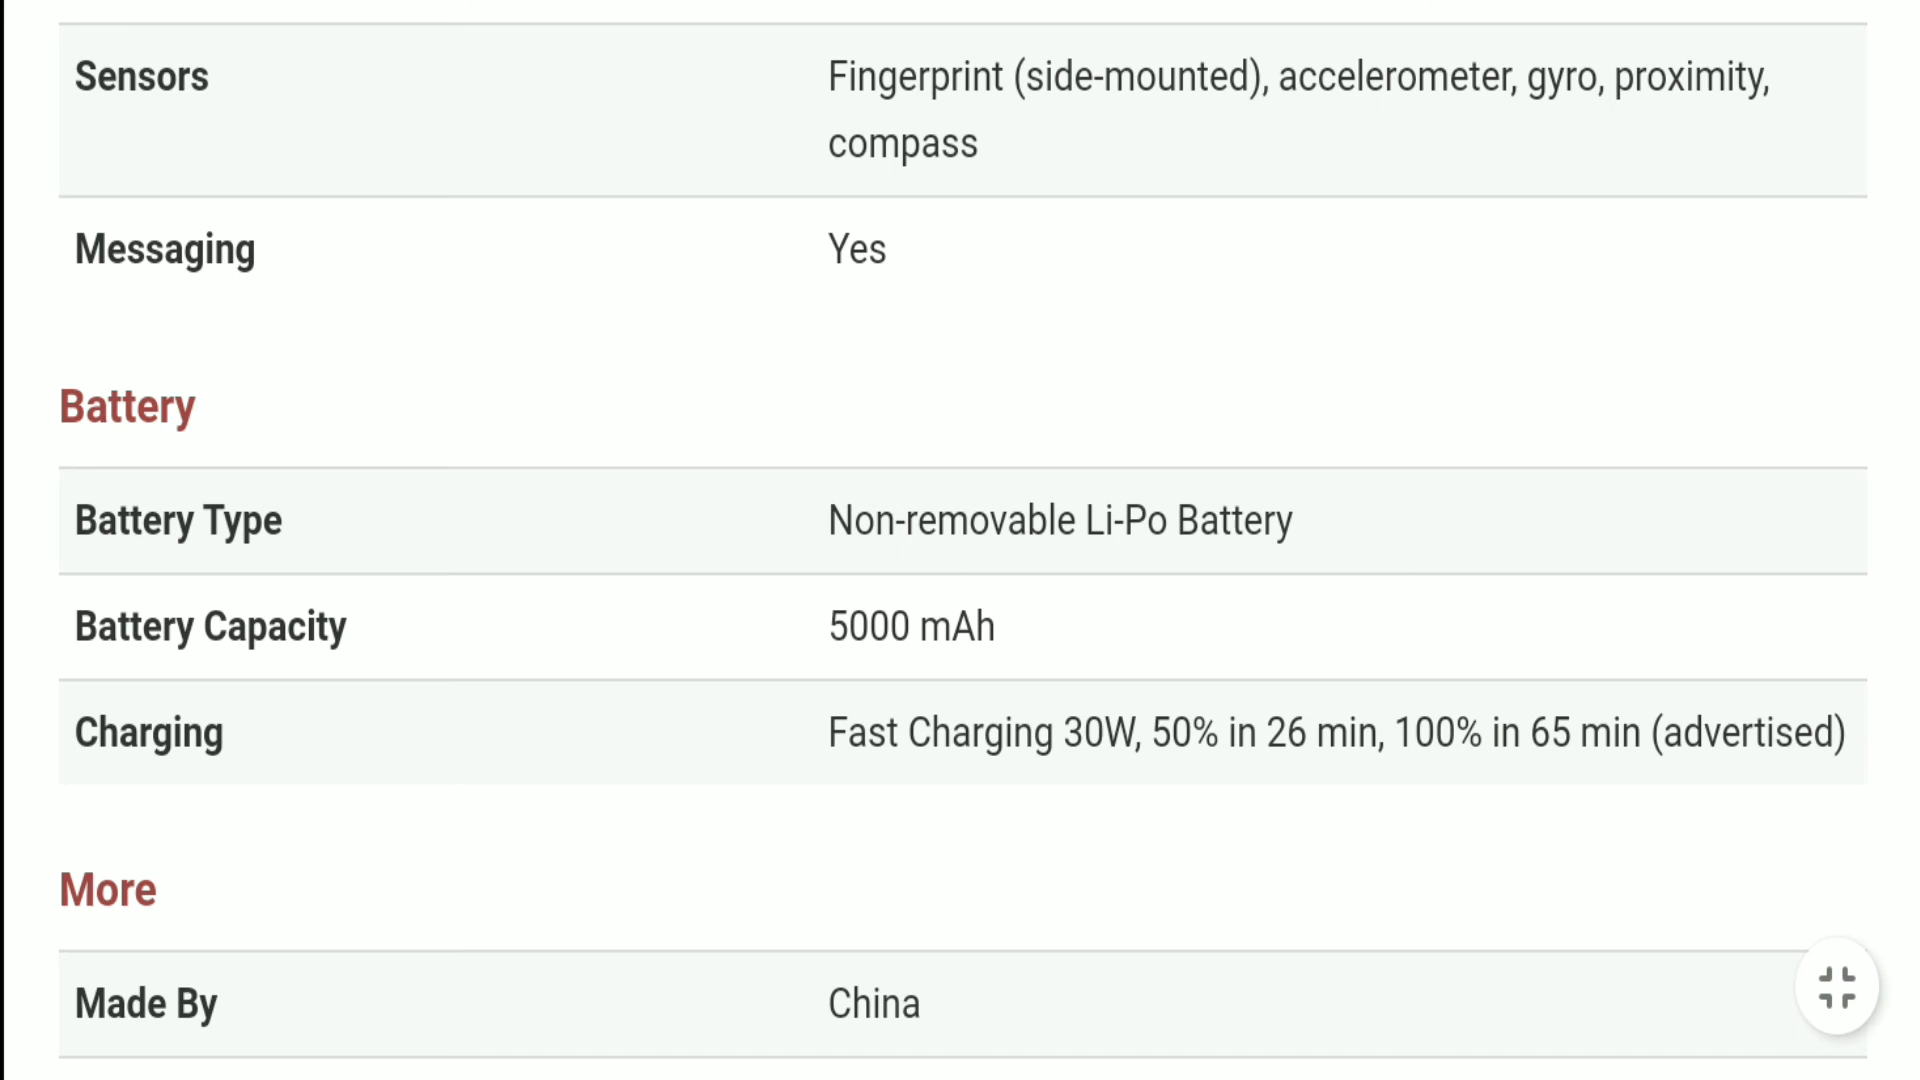 Sensors
Fingerprint (side-mounted), accelerometer, gyro, proximity,
compass
Messaging
Yes
Battery
Battery Type
Non-removable Li-Po Battery
Battery Capacity
5000 mAh
Charging
Fast Charging 30W, 50% in 26 min, 100% in 65 min (advertised)
More
Made By
China